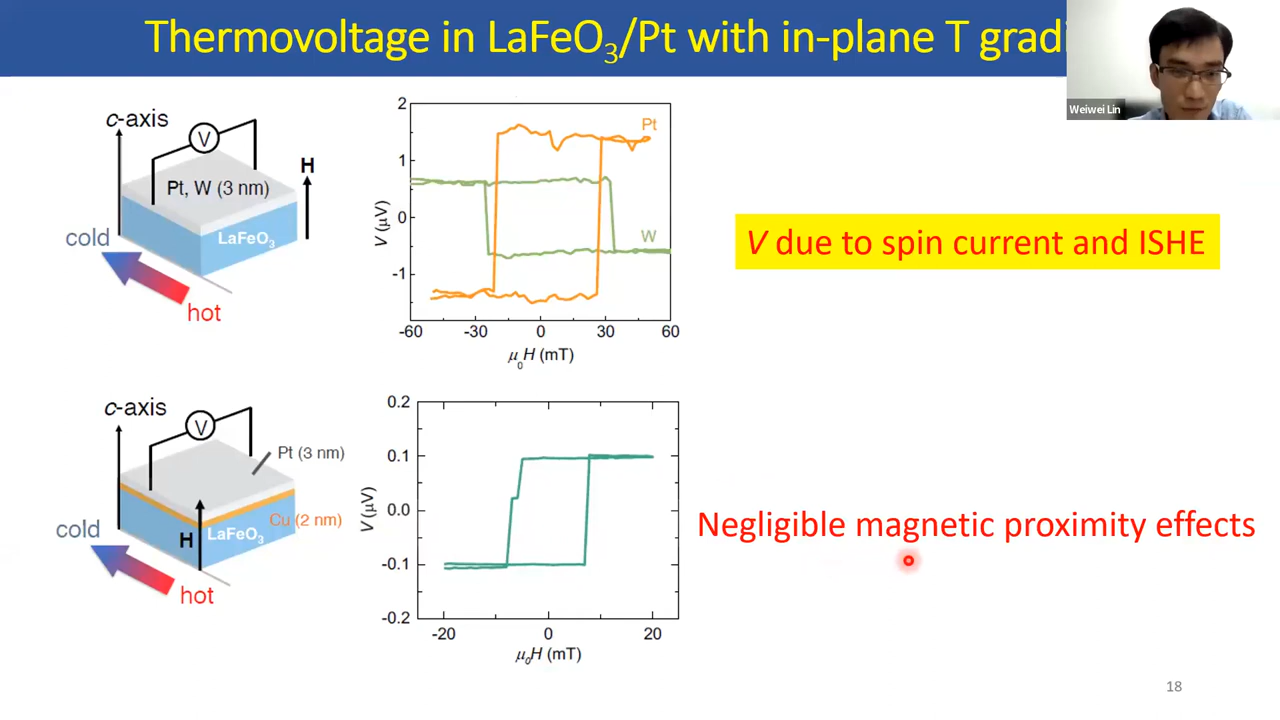 Thermovoltage in LaFeO₃/Pt with in-plane T gradi
Weiwei Lin
c-axis
V
H
Pt, W (3 nm)
LaFeO₃
cold
hot
2
1
0
-1
V (μV)
Pt
W
-60
-30
0
30
60
μ₀H (mT)
V due to spin current and ISHE
c-axis
V
Pt (3 nm)
Cu (2 nm)
H
LaFeO₃
cold
hot
0.2
0.1
0.0
-0.1
-0.2
V (μV)
-20
0
20
μ₀H (mT)
Negligible magnetic proximity effects
18